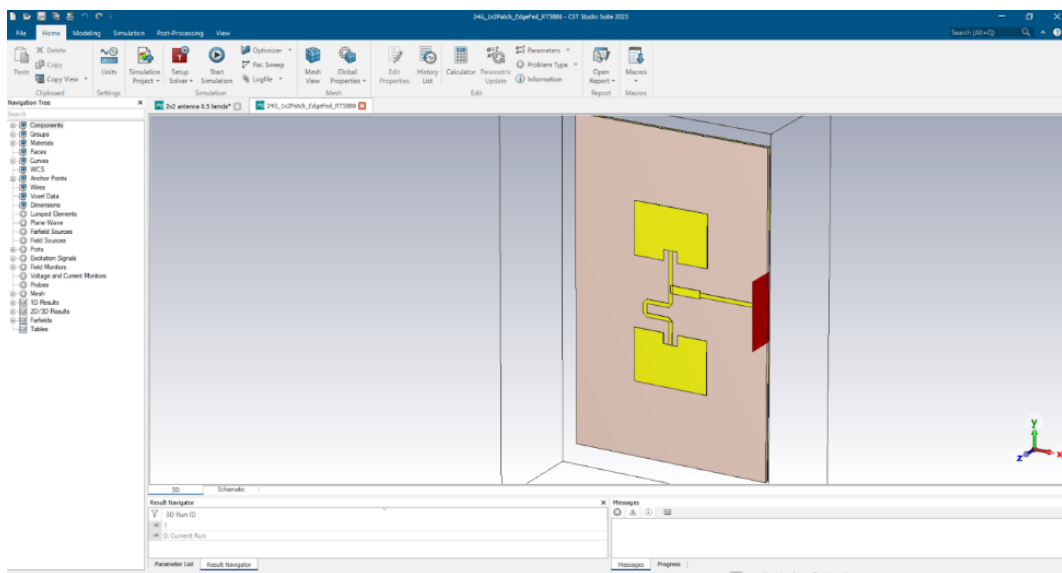 24G_1x2Patch_EdgeFed_RT5880 - CST Studio Suite 2023
File Home Modeling Simulation Post-Processing View Search (Alt+Q)
Paste
Delete
Copy
Copy View
Clipboard
Units
Settings
Simulation Project
Setup Solver
Start Simulation
Optimizer
Par. Sweep
Logfile
Simulation
Mesh View
Global Properties
Mesh
Edit Properties
History List
Calculator
Parametric Update
Parameters
Problem Type
Information
Edit
Open Report
Report
Macros
Macros
Navigation Tree
2x2 antenna 0.5 lamda*
24G_1x2Patch_EdgeFed_RT5880
Search
Components
Groups
Materials
Faces
Curves
WCS
Anchor Points
Wires
Voxel Data
Dimensions
Lumped Elements
Plane Wave
Farfield Sources
Field Sources
Ports
Excitation Signals
Field Monitors
Voltage and Current Monitors
Probes
Mesh
1D Results
2D/3D Results
Farfields
Tables
y
z
x
3D Schematic
Result Navigator
3D Run ID
1
0: Current Run
Parameter List Result Navigator
Messages
Messages Progress